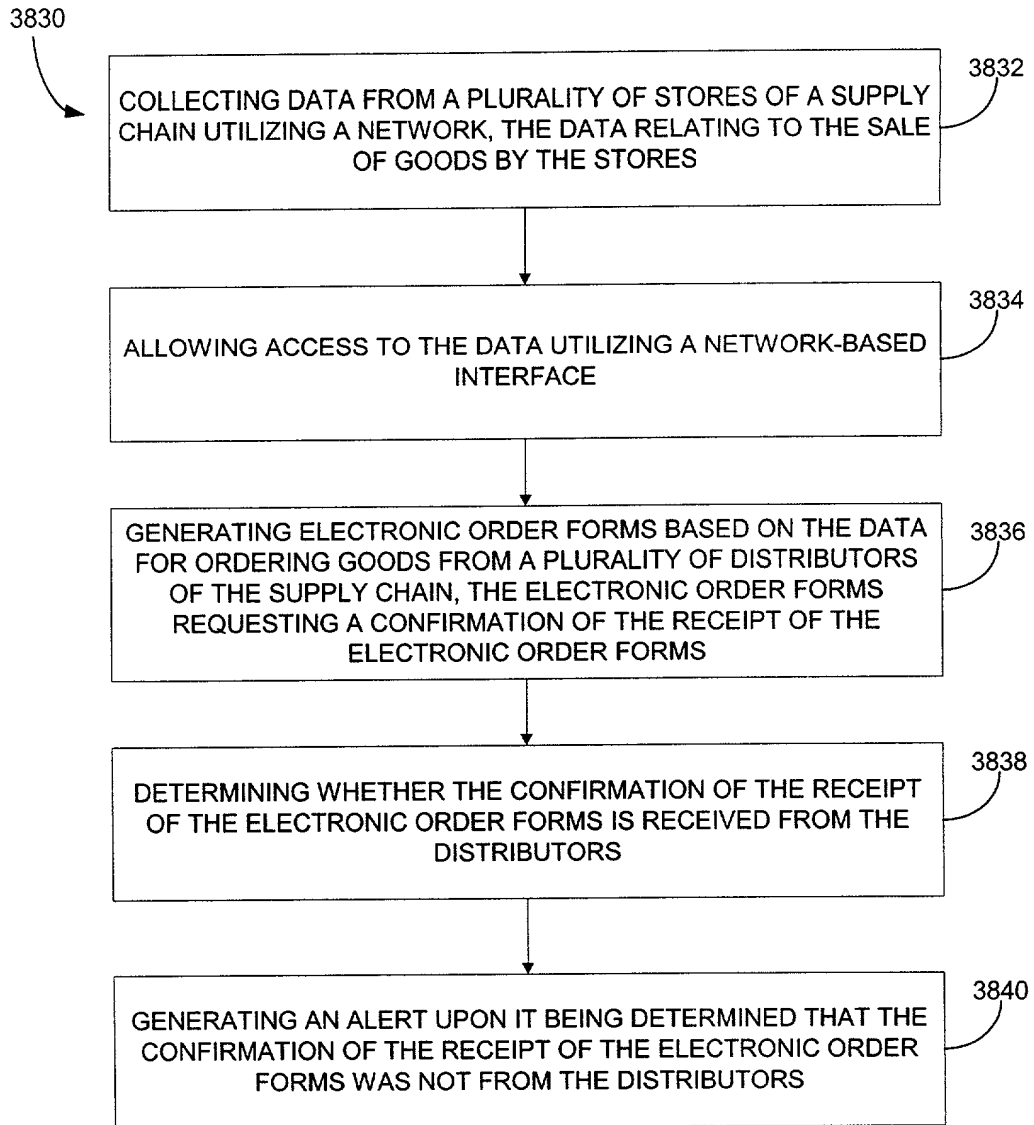 3830
3832
COLLECTING DATA FROM A PLURALITY OF STORES OF A SUPPLY
CHAIN UTILIZING A NETWORK, THE DATA RELATING TO THE SALE
OF GOODS BY THE STORES
3834
ALLOWING ACCESS TO THE DATA UTILIZING A NETWORK-BASED
INTERFACE
3836
GENERATING ELECTRONIC ORDER FORMS BASED ON THE DATA
FOR ORDERING GOODS FROM A PLURALITY OF DISTRIBUTORS
OF THE SUPPLY CHAIN, THE ELECTRONIC ORDER FORMS
REQUESTING A CONFIRMATION OF THE RECEIPT OF THE
ELECTRONIC ORDER FORMS
3838
DETERMINING WHETHER THE CONFIRMATION OF THE RECEIPT
OF THE ELECTRONIC ORDER FORMS IS RECEIVED FROM THE
DISTRIBUTORS
3840
GENERATING AN ALERT UPON IT BEING DETERMINED THAT THE
CONFIRMATION OF THE RECEIPT OF THE ELECTRONIC ORDER
FORMS WAS NOT FROM THE DISTRIBUTORS